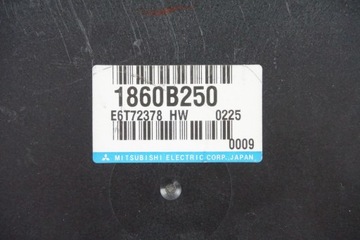 1860B250
E6T72378 HW 0225
0009
MITSUBISHI ELECTRIC CORP., JAPAN